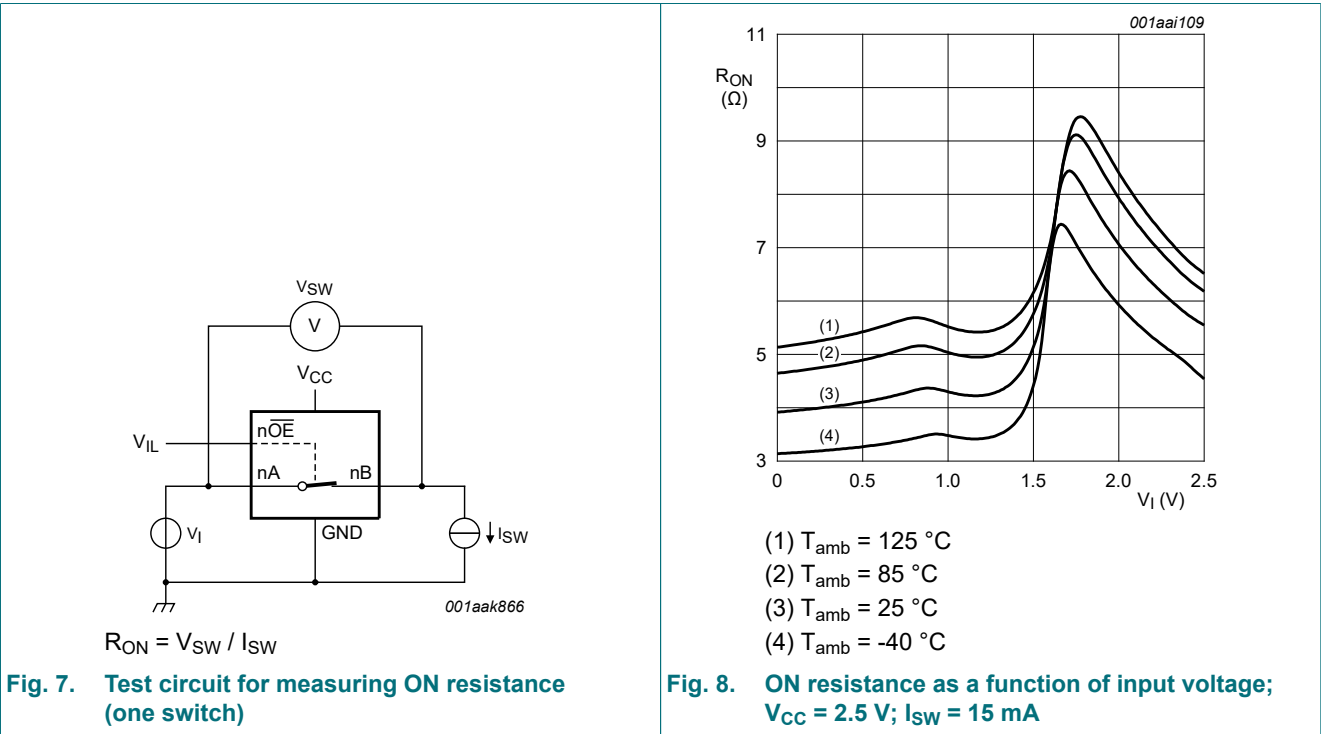 VSW
V
VCC
VIL
nOE
nA
nB
VI
GND
ISW
001aak866
RON = VSW / ISW
Fig. 7. Test circuit for measuring ON resistance
(one switch)
001aai109
RON
(Ω)
11
9
7
5
3
(1)
(2)
(3)
(4)
0 0.5 1.0 1.5 2.0 2.5
VI (V)
(1) Tamb = 125 °C
(2) Tamb = 85 °C
(3) Tamb = 25 °C
(4) Tamb = -40 °C
Fig. 8. ON resistance as a function of input voltage;
VCC = 2.5 V; ISW = 15 mA